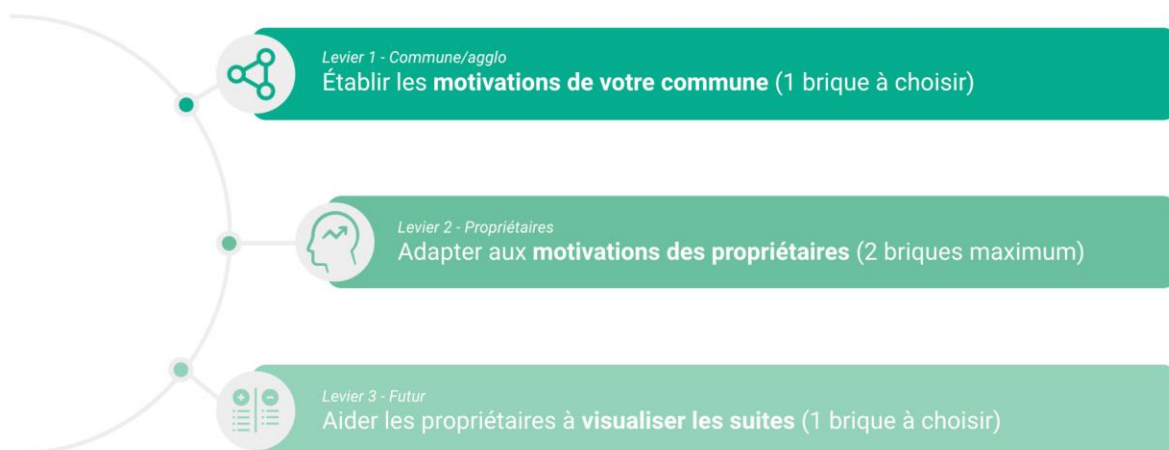 Levier 1 - Commune/agglo
Établir les motivations de votre commune (1 brique à choisir)
Levier 2 - Propriétaires
Adapter aux motivations des propriétaires (2 briques maximum)
Levier 3 - Futur
Aider les propriétaires à visualiser les suites (1 brique à choisir)